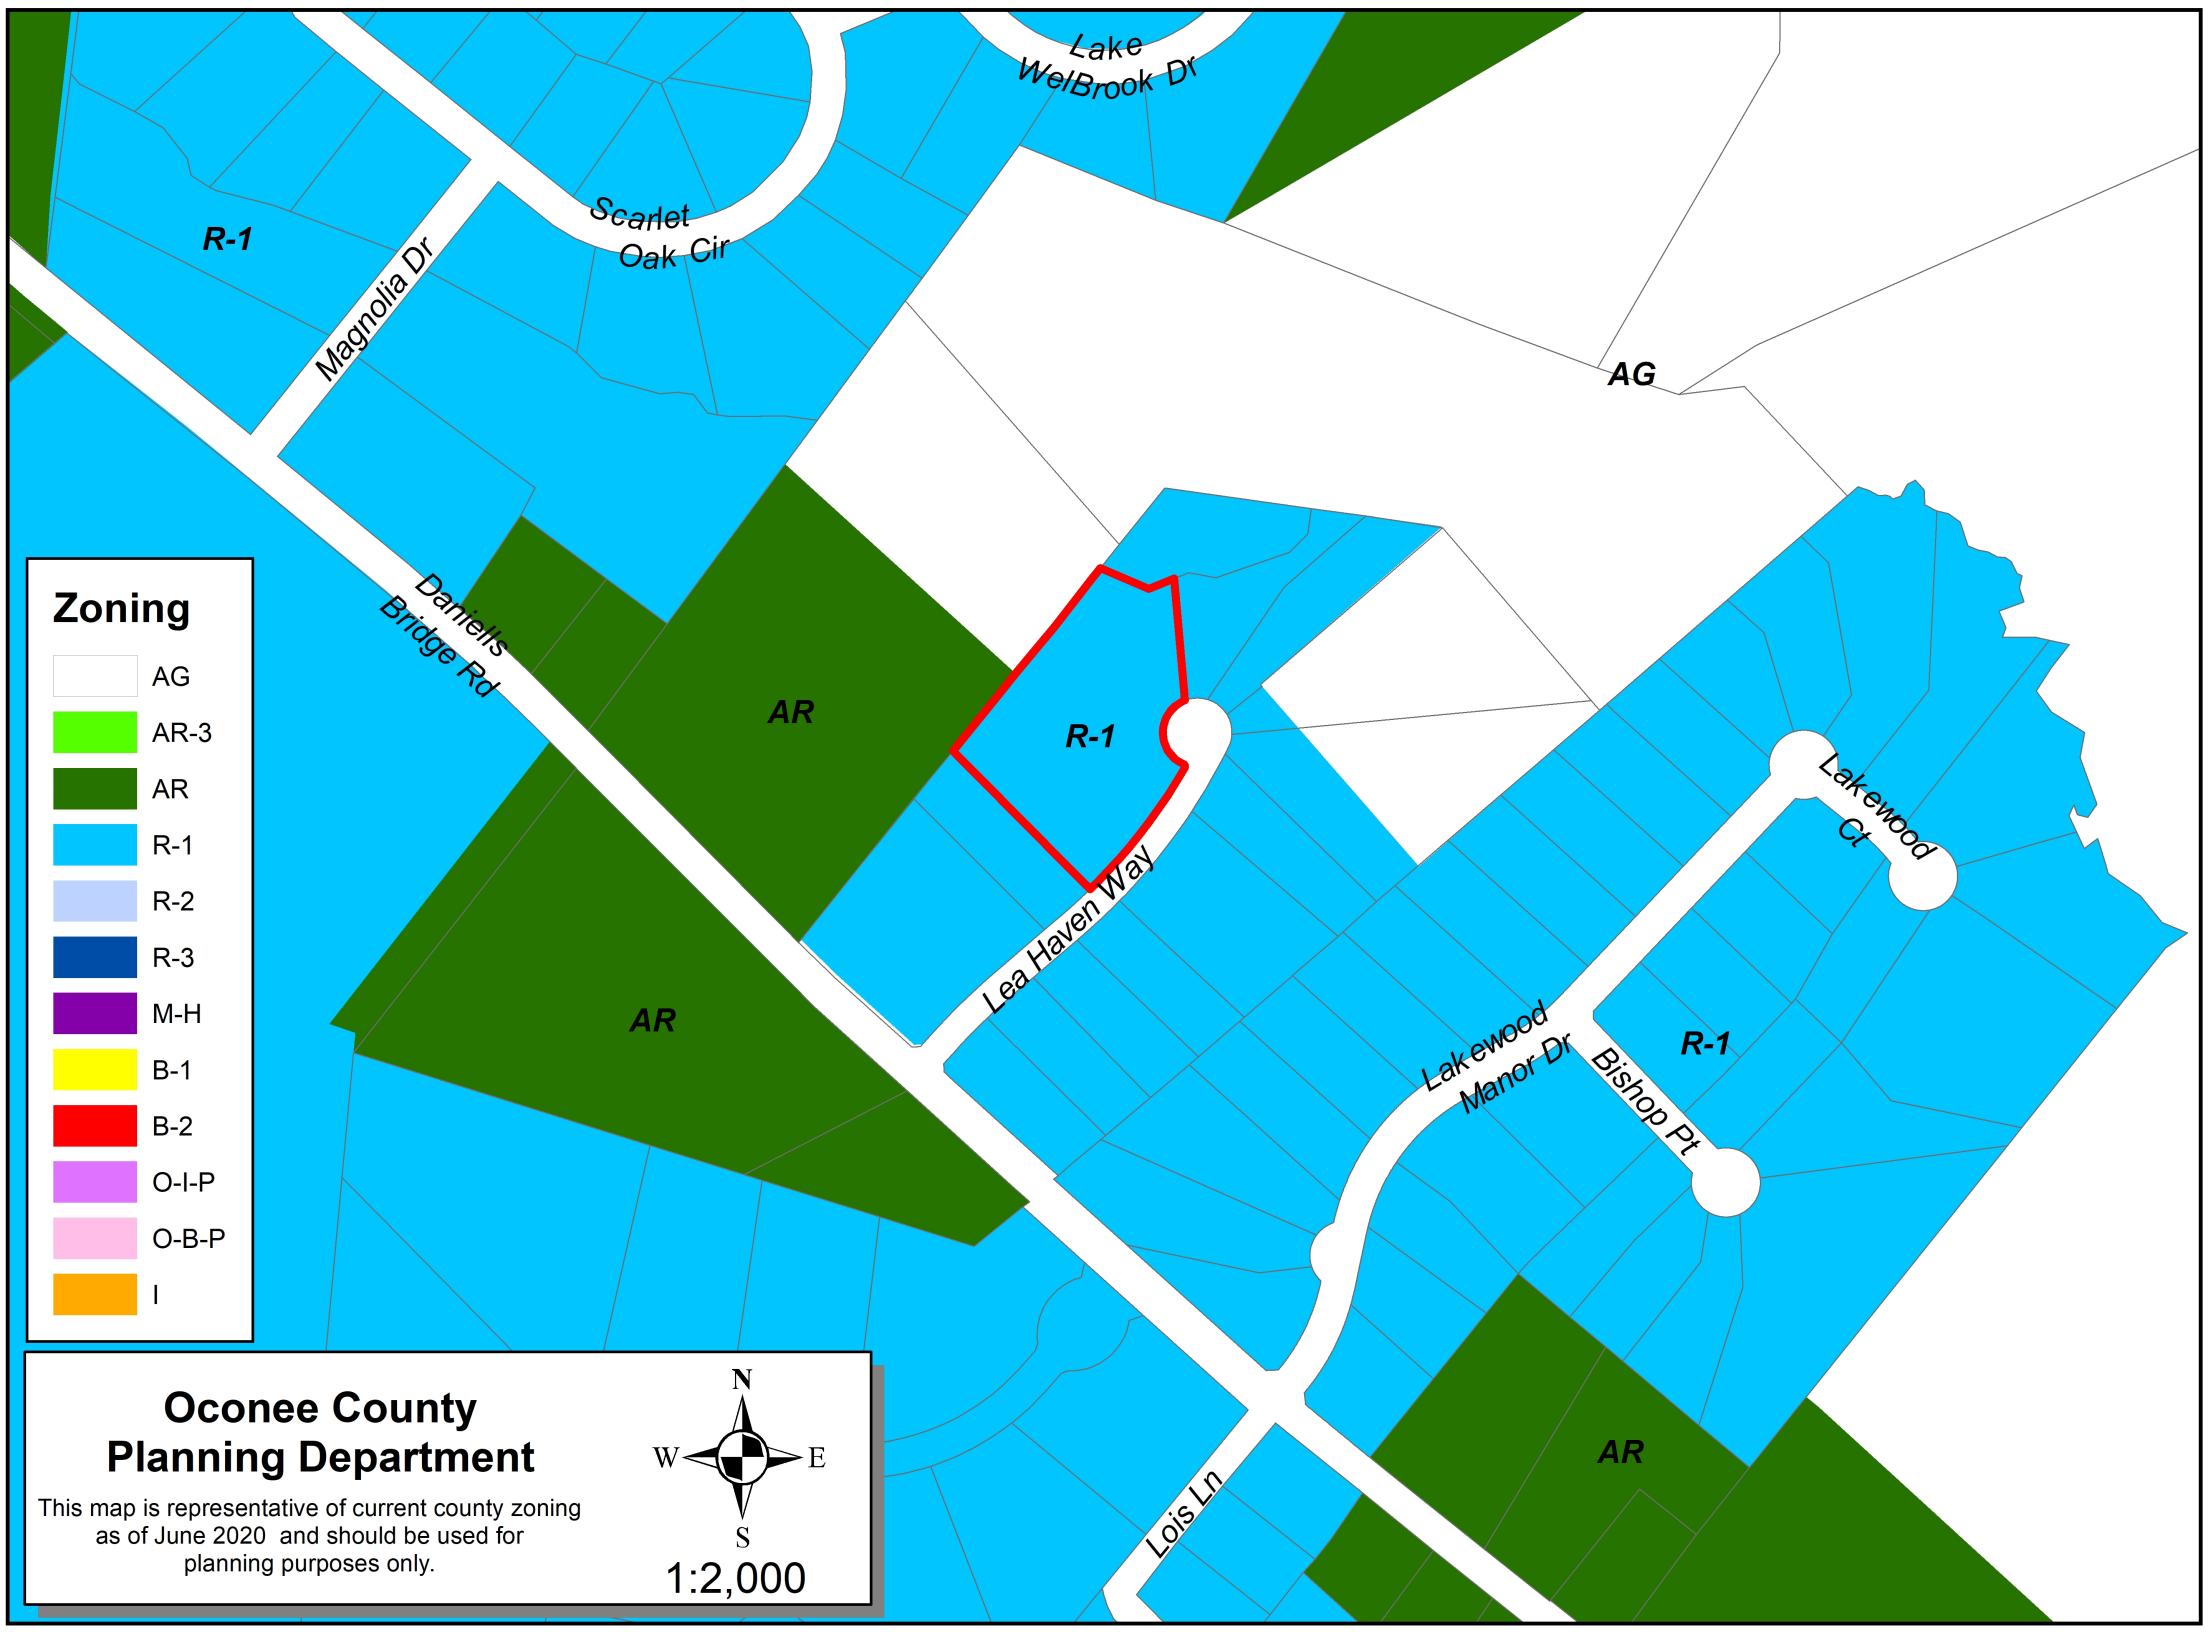 Lake
WelBrook Dr
Scarlet
Oak Cir
R-1
Magnolia Dr
AG
Daniells
Bridge Rd
AR
R-1
Lakewood
Ct
Lea Haven Way
AR
Lakewood
Manor Dr
R-1
Bishop Pt
AR
Lois Ln
Zoning
AG
AR-3
AR
R-1
R-2
R-3
M-H
B-1
B-2
O-I-P
O-B-P
I
Oconee County
Planning Department
This map is representative of current county zoning
as of June 2020 and should be used for
planning purposes only.
N
W E
S
1:2,000